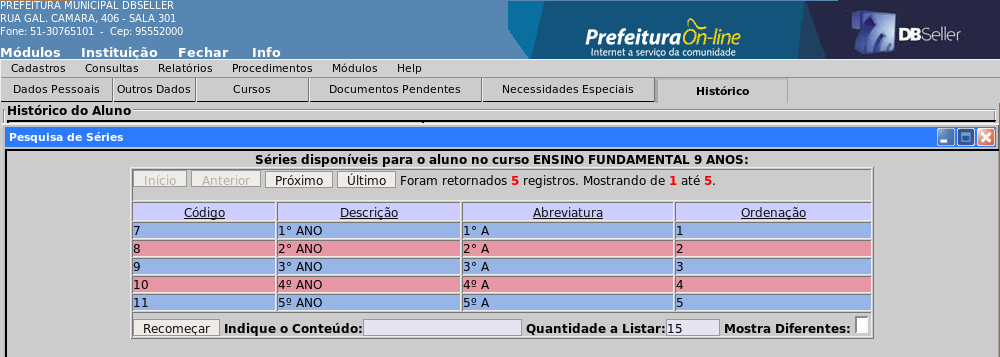 PREFEITURA MUNICIPAL DBSELLER
RUA GAL. CAMARA, 406 - SALA 301
Fone: 51-30765101 - Cep: 95552000
PrefeituraOn-line
Internet a serviço da comunidade
DBSeller
Módulos Instituição Fechar Info
Cadastros Consultas Relatórios Procedimentos Módulos Help
Dados Pessoais Outros Dados Cursos Documentos Pendentes Necessidades Especiais Histórico
Histórico do Aluno
Pesquisa de Séries
Séries disponíveis para o aluno no curso ENSINO FUNDAMENTAL 9 ANOS:
Início Anterior Próximo Último Foram retornados 5 registros. Mostrando de 1 até 5.
Código Descrição Abreviatura Ordenação
7 1° ANO 1° A 1
8 2° ANO 2° A 2
9 3° ANO 3° A 3
10 4º ANO 4º A 4
11 5º ANO 5º A 5
Recomeçar Indique o Conteúdo: Quantidade a Listar: 15 Mostra Diferentes: